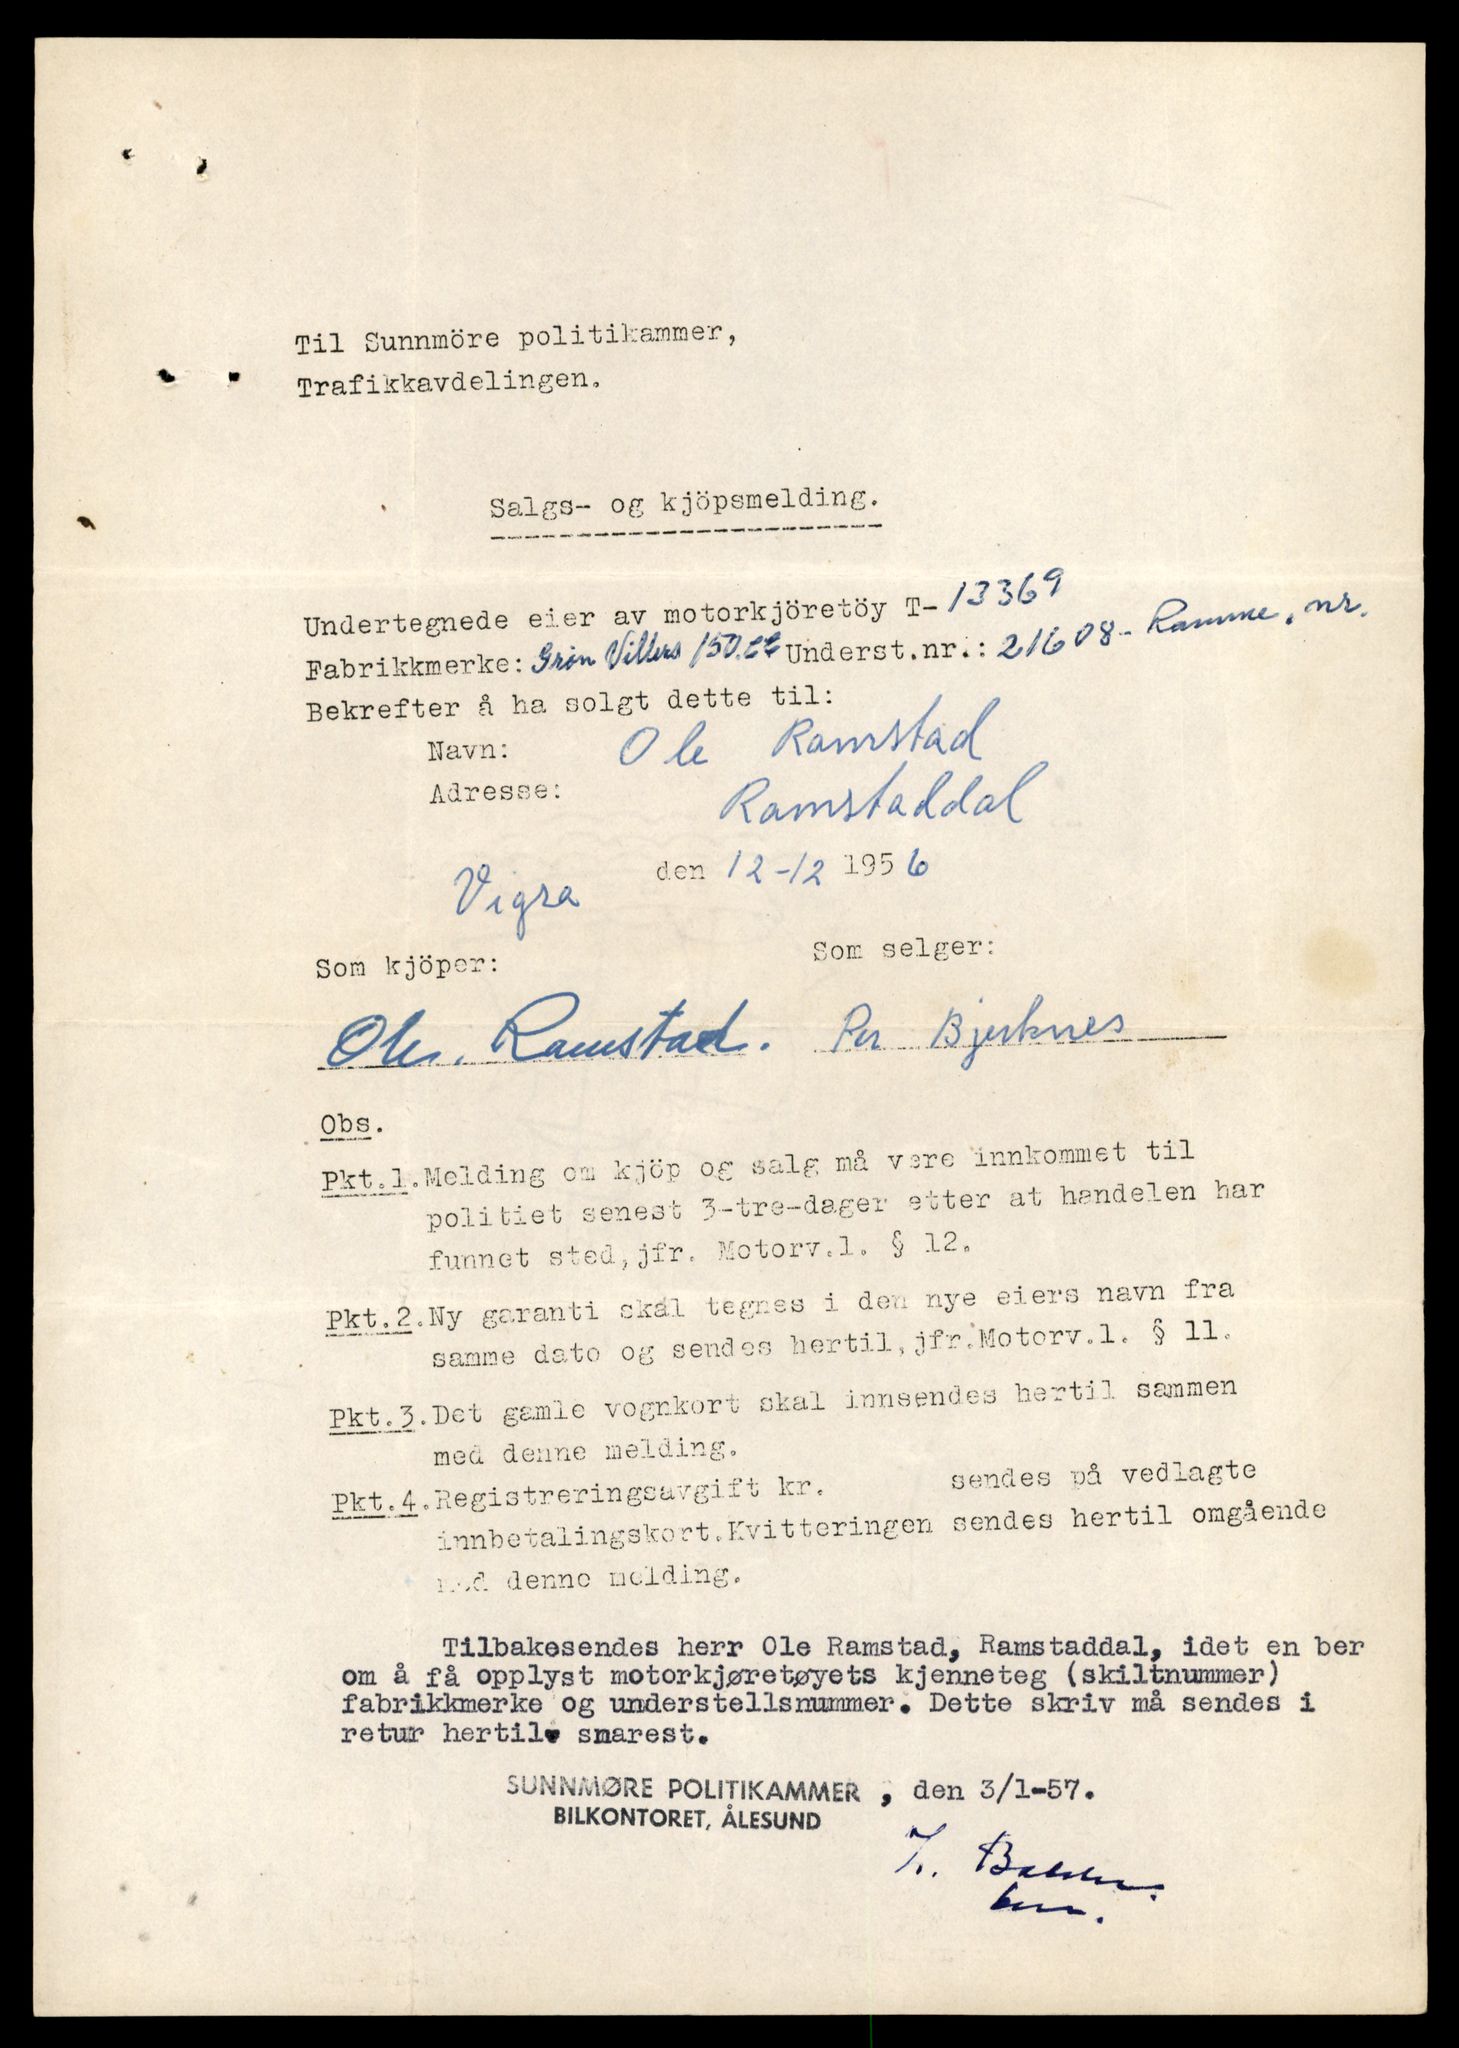 Til Sunnmöre politikammer,
Trafikkavdelingen.
Salgs- og kjöpsmelding.
Undertegnede eier av motorkjöretöy T- 13369
Fabrikkmerke: Grøn Villers 150.cc Underst.nr.: 21608- Ramme.nr.
Bekrefter å ha solgt dette til:
Navn: Ole Ramstad
Adresse: Ramstaddal
Vigra den 12-12 1956
Som kjöper: Som selger:
Ole. Ramstad. Per Bjerknes
Obs.
Pkt.1. Melding om kjöp og salg må være innkommet til
politiet senest 3-tre-dager etter at handelen har
funnet sted, jfr. Motorv.l. § 12.
Pkt.2. Ny garanti skal tegnes i den nye eiers navn fra
samme dato og sendes hertil, jfr.Motorv.l. § 11.
Pkt.3. Det gamle vognkort skal innsendes hertil sammen
med denne melding.
Pkt.4. Registreringsavgift kr. sendes på vedlagte
innbetalingskort.Kvitteringen sendes hertil omgående
med denne melding.
Tilbakesendes herr Ole Ramstad, Ramstaddal, idet en ber
om å få opplyst motorkjøretøyets kjenneteg (skiltnummer)
fabrikkmerke og understellsnummer. Dette skriv må sendes i
retur hertil snarest.
SUNNMØRE POLITIKAMMER , den 3/1-57.
BILKONTORET, ÅLESUND